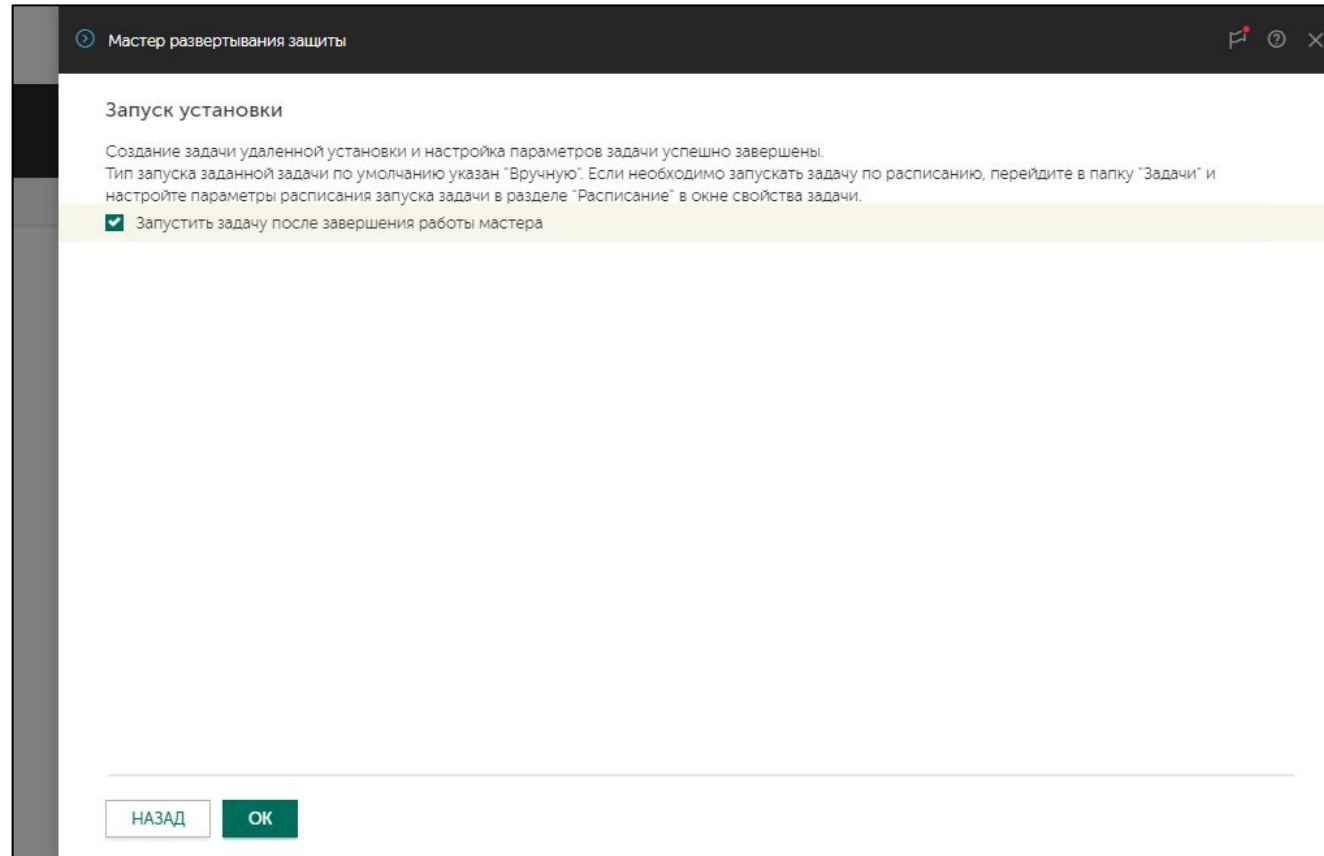 Мастер развертывания защиты
Запуск установки
Создание задачи удаленной установки и настройка параметров задачи успешно завершены.
Тип запуска заданной задачи по умолчанию указан "Вручную". Если необходимо запускать задачу по расписанию, перейдите в папку "Задачи" и
настройте параметры расписания запуска задачи в разделе "Расписание" в окне свойства задачи.
Запустить задачу после завершения работы мастера
НАЗАД
ОК